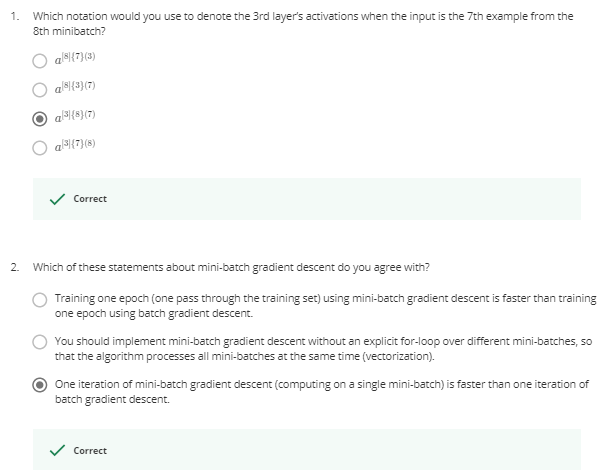 1. Which notation would you use to denote the 3rd layer's activations when the input is the 7th example from the
8th minibatch?
a^[8]{7}(3)
a^[8]{3}(7)
a^[3]{8}(7)
a^[3]{7}(8)
Correct
2. Which of these statements about mini-batch gradient descent do you agree with?
Training one epoch (one pass through the training set) using mini-batch gradient descent is faster than training
one epoch using batch gradient descent.
You should implement mini-batch gradient descent without an explicit for-loop over different mini-batches, so
that the algorithm processes all mini-batches at the same time (vectorization).
One iteration of mini-batch gradient descent (computing on a single mini-batch) is faster than one iteration of
batch gradient descent.
Correct